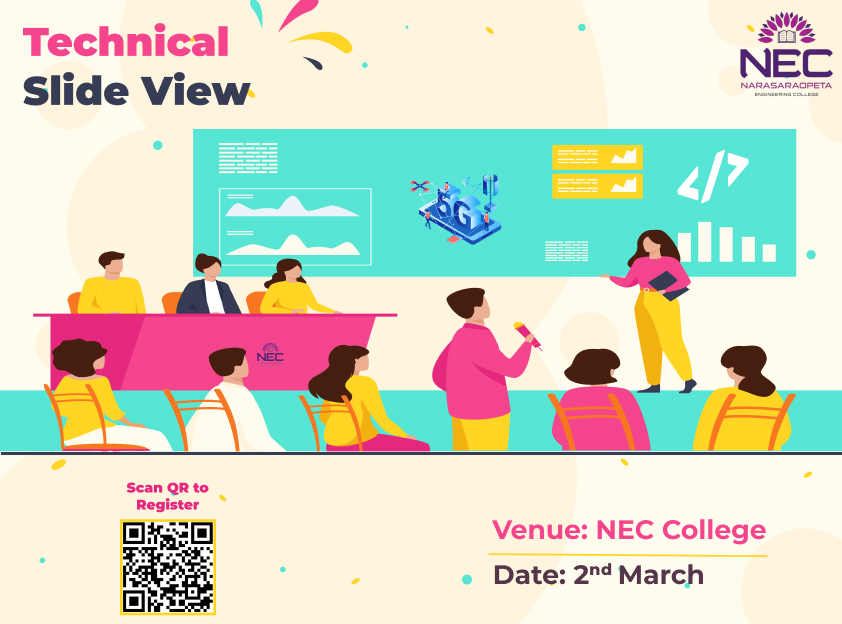 Technical
Slide View
NEC
NARASARAOPETA
ENGINEERING COLLEGE
5G
</>
NEC
Scan QR to
Register
Venue: NEC College
Date: 2nd March